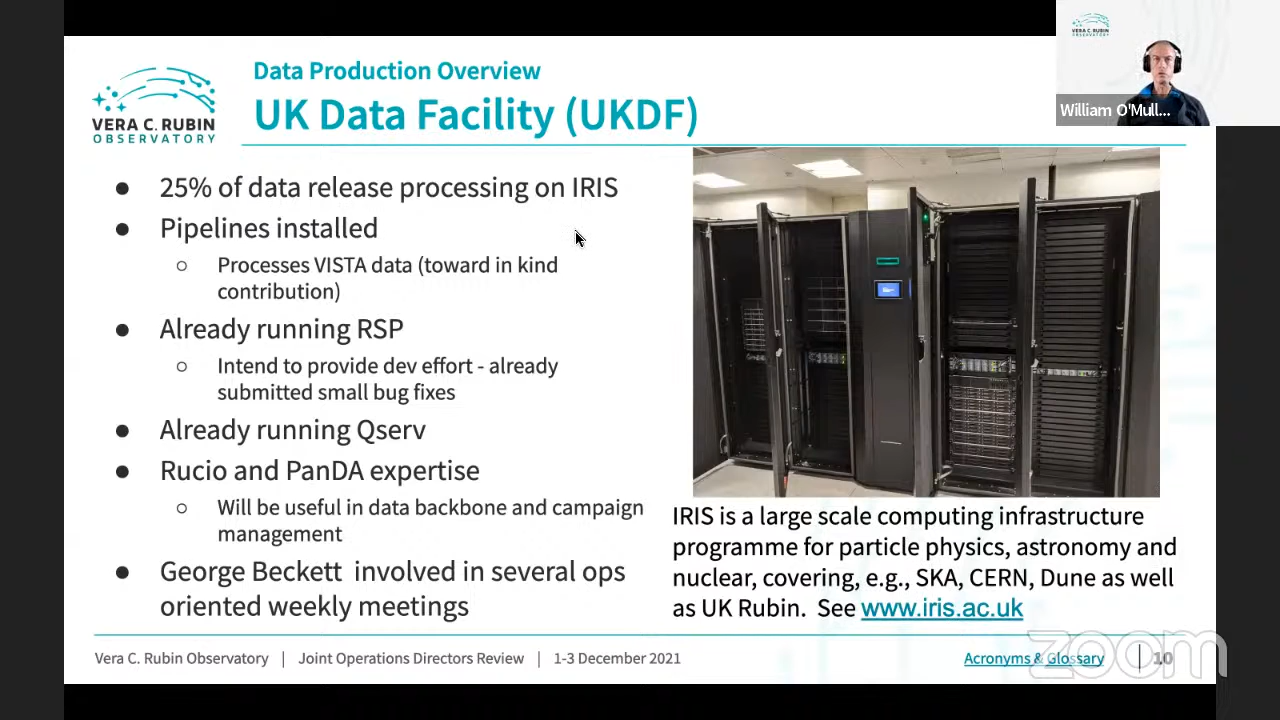 Data Production Overview
UK Data Facility (UKDF)
VERA C. RUBIN
OBSERVATORY
William O'Mull...
● 25% of data release processing on IRIS
● Pipelines installed
○ Processes VISTA data (toward in kind
contribution)
● Already running RSP
○ Intend to provide dev effort - already
submitted small bug fixes
● Already running Qserv
● Rucio and PanDA expertise
○ Will be useful in data backbone and campaign
management
● George Beckett involved in several ops
oriented weekly meetings
IRIS is a large scale computing infrastructure
programme for particle physics, astronomy and
nuclear, covering, e.g., SKA, CERN, Dune as well
as UK Rubin. See www.iris.ac.uk
Vera C. Rubin Observatory | Joint Operations Directors Review | 1-3 December 2021
Acronyms & Glossary | 10
zoom